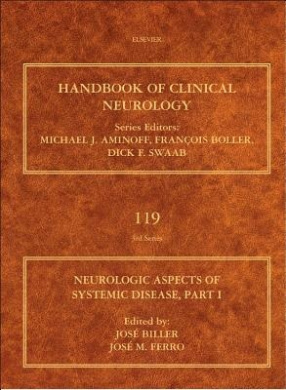 ELSEVIER
HANDBOOK OF CLINICAL
NEUROLOGY
Series Editors:
MICHAEL J. AMINOFF, FRANÇOIS BOLLER,
DICK F. SWAAB
119
3rd Series
NEUROLOGIC ASPECTS OF
SYSTEMIC DISEASE, PART I
Edited by:
JOSÉ BILLER
JOSÉ M. FERRO